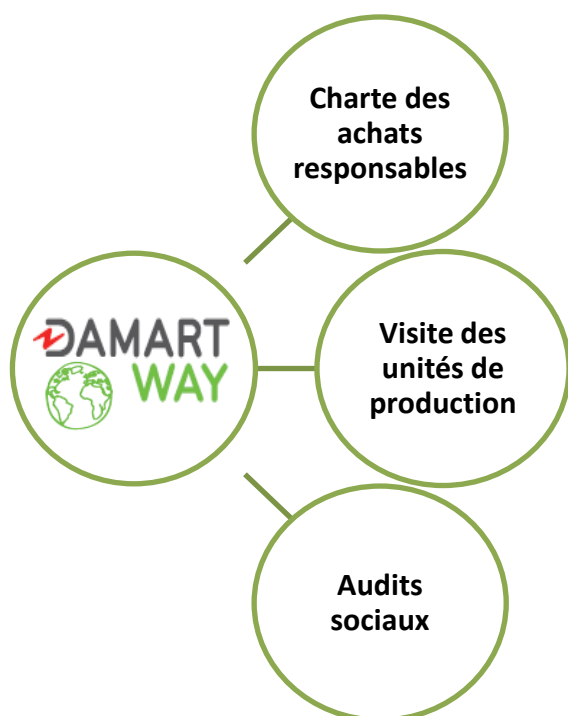 Charte des
achats
responsables
DAMART
WAY
Visite des
unités de
production
Audits
sociaux